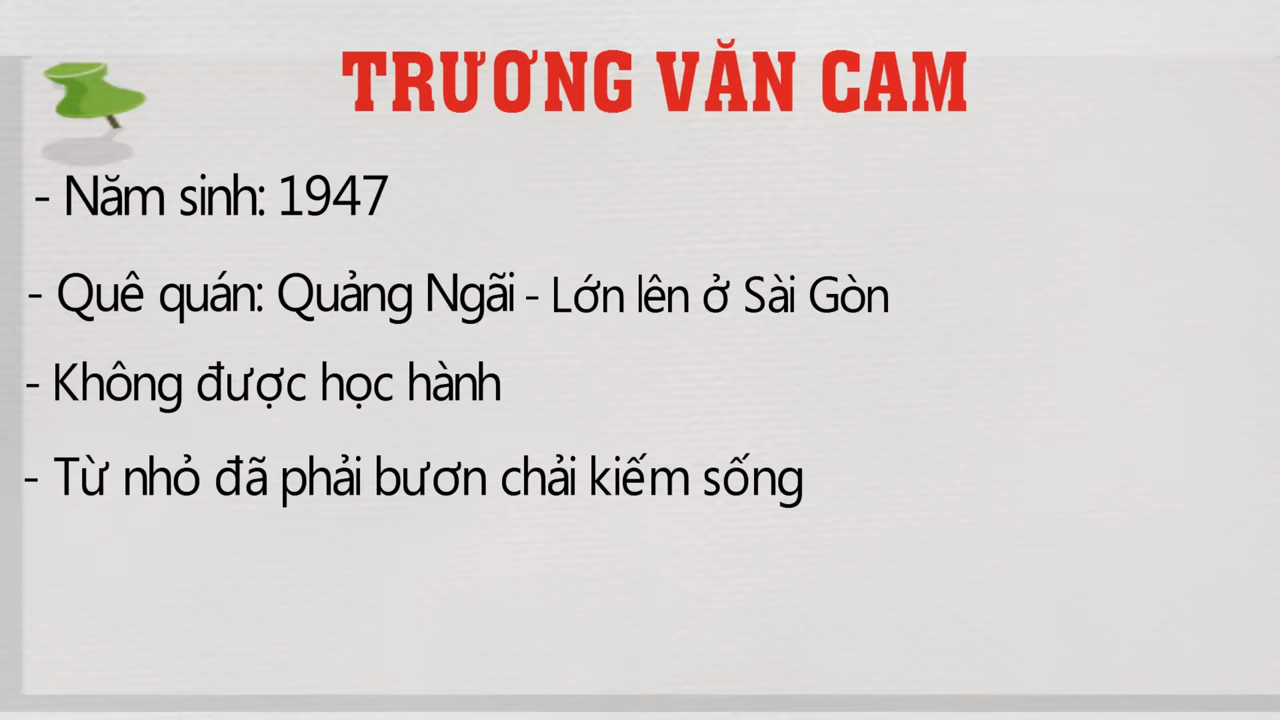 TRƯƠNG VĂN CAM
- Năm sinh: 1947
- Quê quán: Quảng Ngãi - Lớn lên ở Sài Gòn
- Không được học hành
- Từ nhỏ đã phải bươn chải kiếm sống